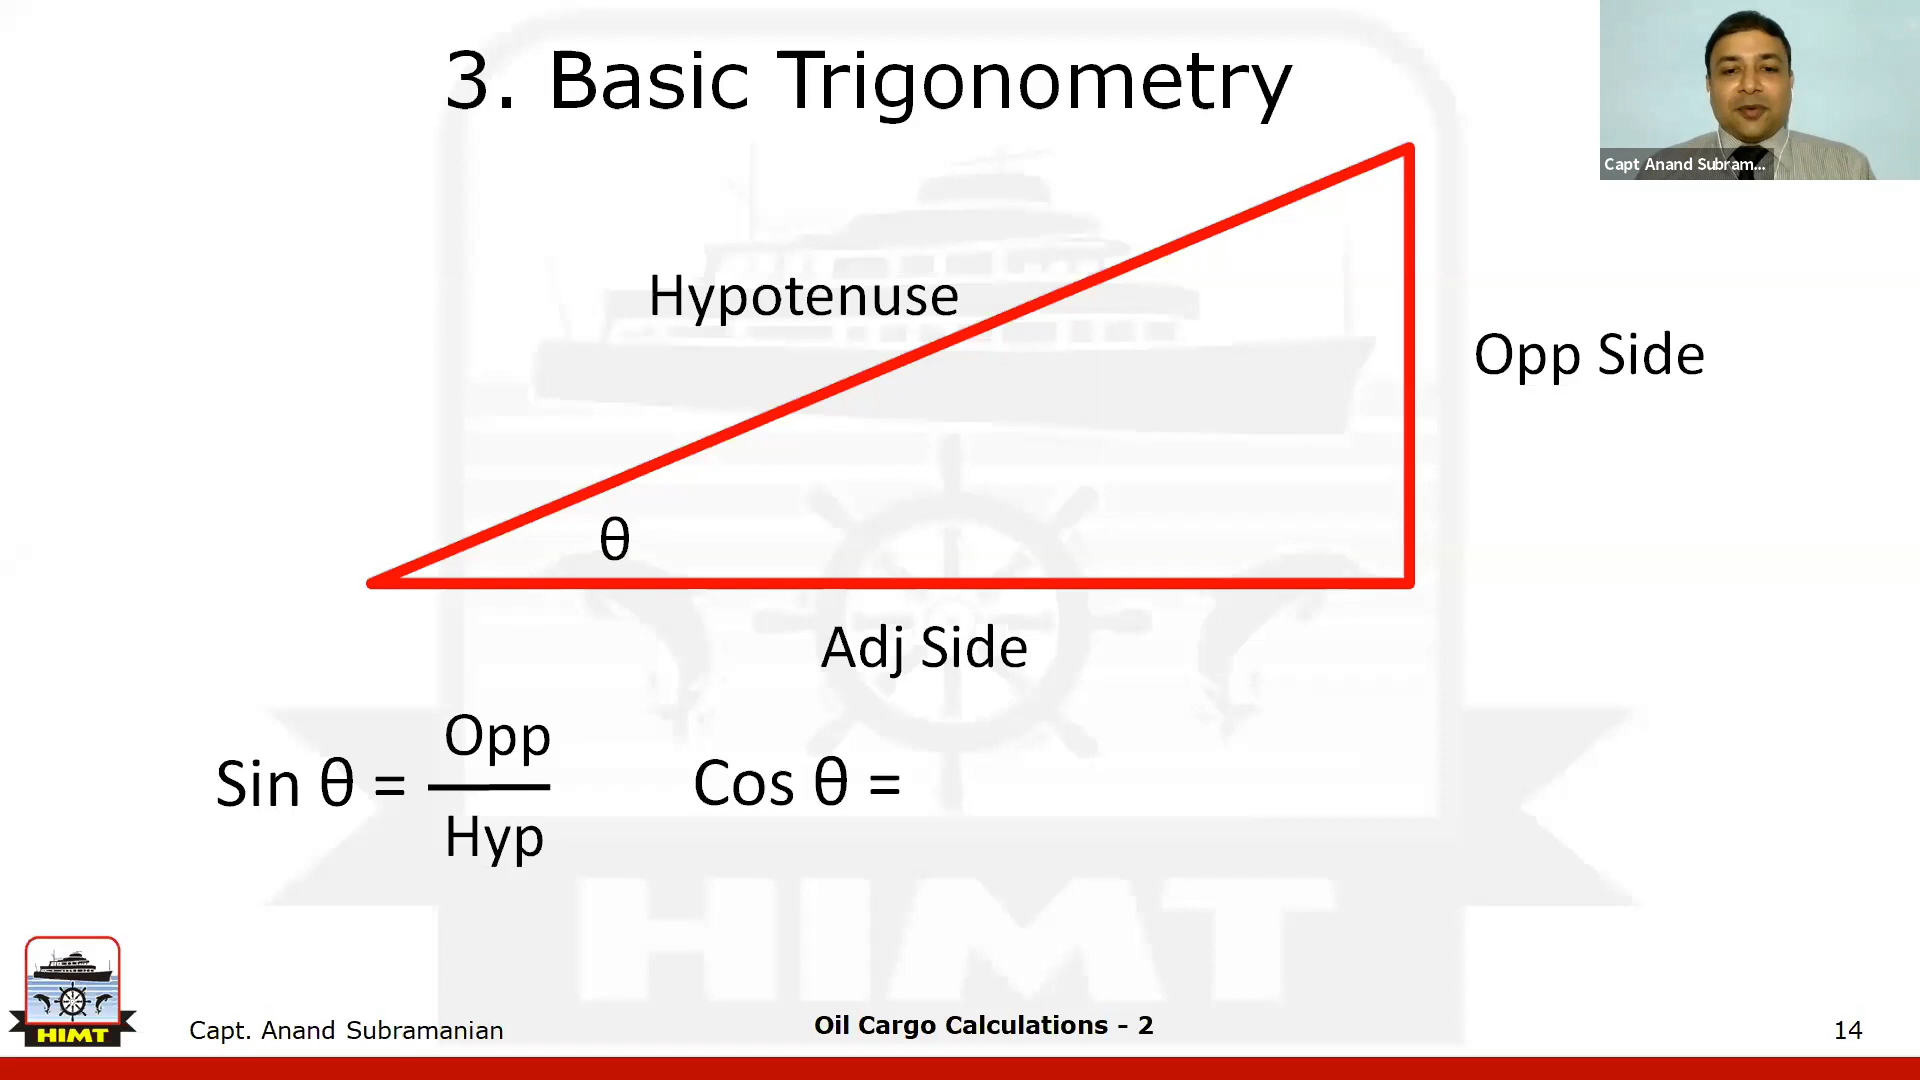 3. Basic Trigonometry
Capt Anand Subram...
Hypotenuse
Opp Side
θ
Adj Side
Sin θ =
Opp
Hyp
Cos θ =
HIMT
HIMT
Capt. Anand Subramanian
Oil Cargo Calculations - 2
14